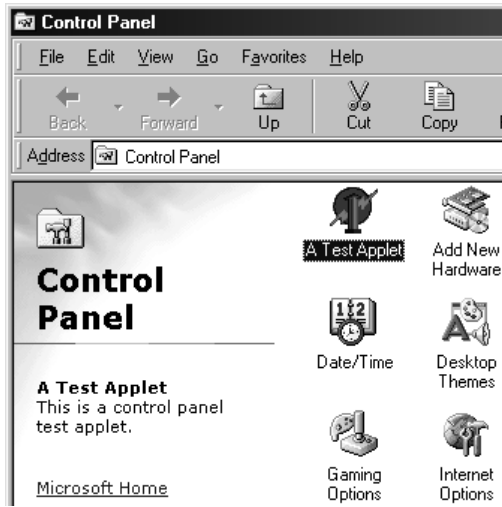 Control Panel
File Edit View Go Favorites Help
Back Forward Up Cut Copy
Address Control Panel
Control
Panel
A Test Applet
This is a control panel
test applet.
Microsoft Home
A Test Applet
Add New
Hardware
12
Date/Time
Desktop
Themes
Gaming
Options
Internet
Options